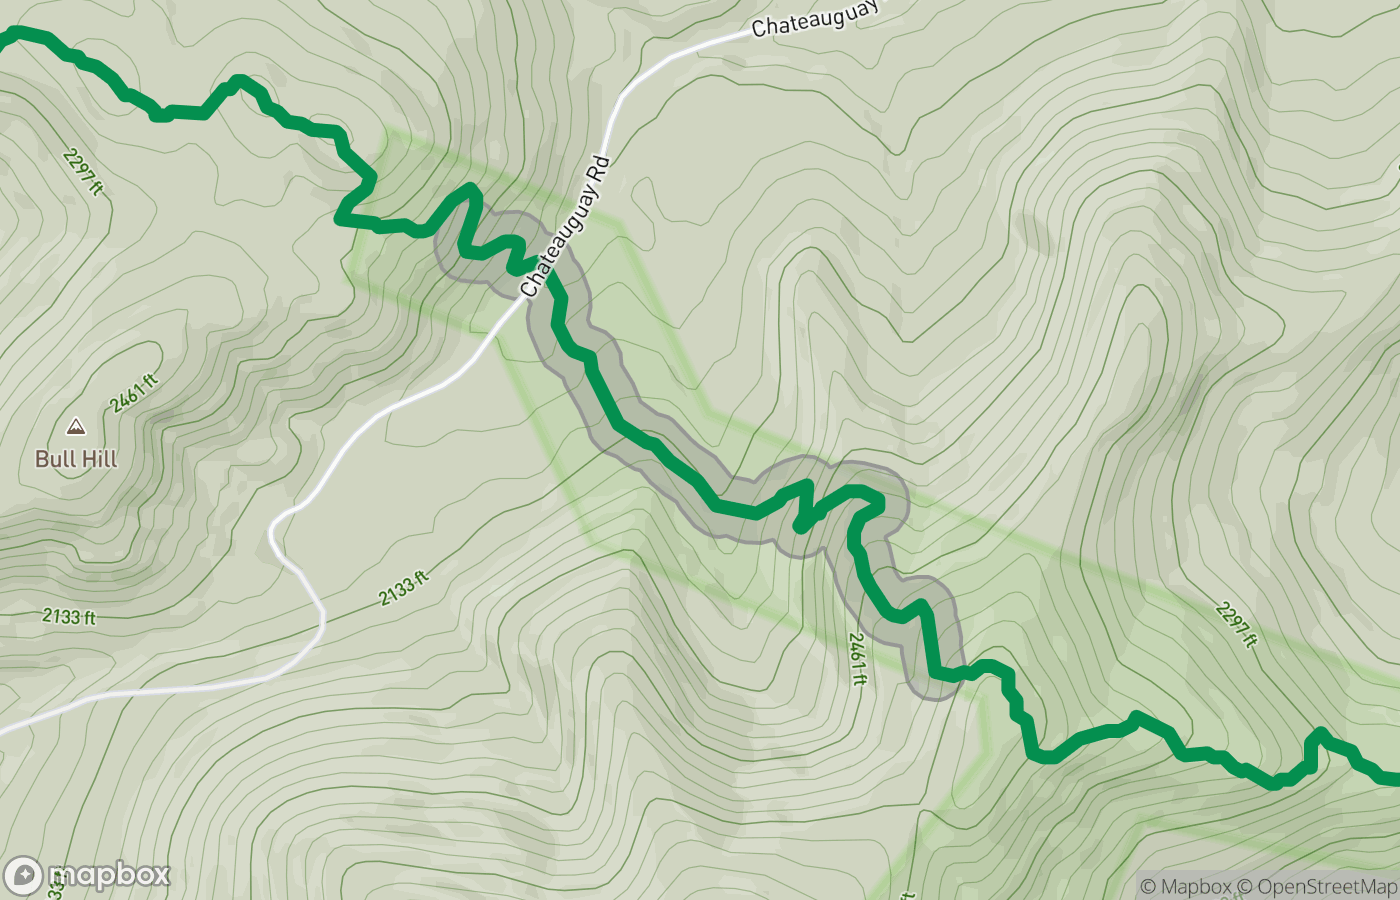 Chateauguay
2297 ft
Chateauguay Rd
2461 ft
Bull Hill
2133 ft
2133 ft
2297 ft
2461 ft
mapbox
ft
© Mapbox © OpenStreetMap